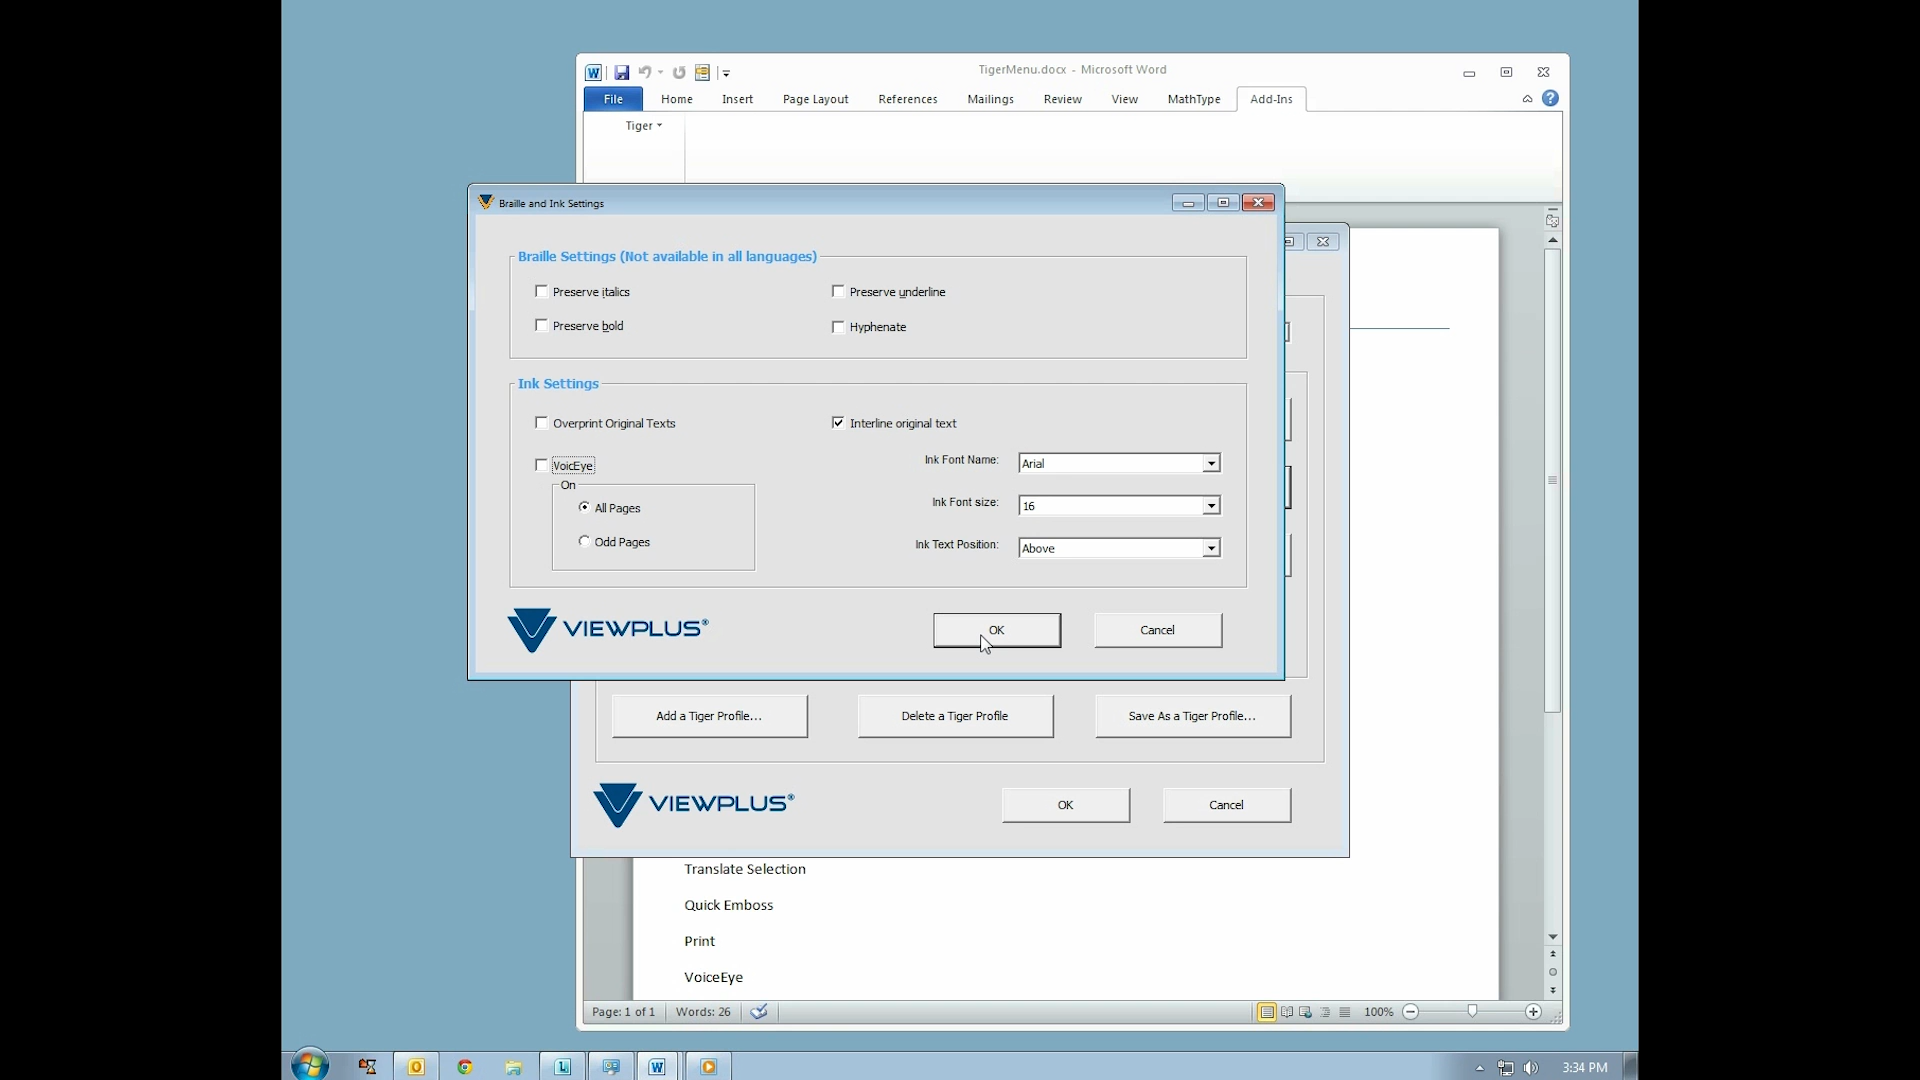 TigerMenu.docx - Microsoft Word
File Home Insert Page Layout References Mailings Review View MathType Add-Ins
Tiger
Braille and Ink Settings
Braille Settings (Not available in all languages)
Preserve italics Preserve underline
Preserve bold Hyphenate
Ink Settings
Overprint Original Texts Interline original text
VoicEye
On
All Pages
Odd Pages
Ink Font Name: Arial
Ink Font size: 16
Ink Text Position: Above
VIEWPLUS®
OK Cancel
Add a Tiger Profile... Delete a Tiger Profile Save As a Tiger Profile...
VIEWPLUS®
OK Cancel
Translate Selection
Quick Emboss
Print
VoiceEye
Page: 1 of 1 Words: 26 100%
3:34 PM